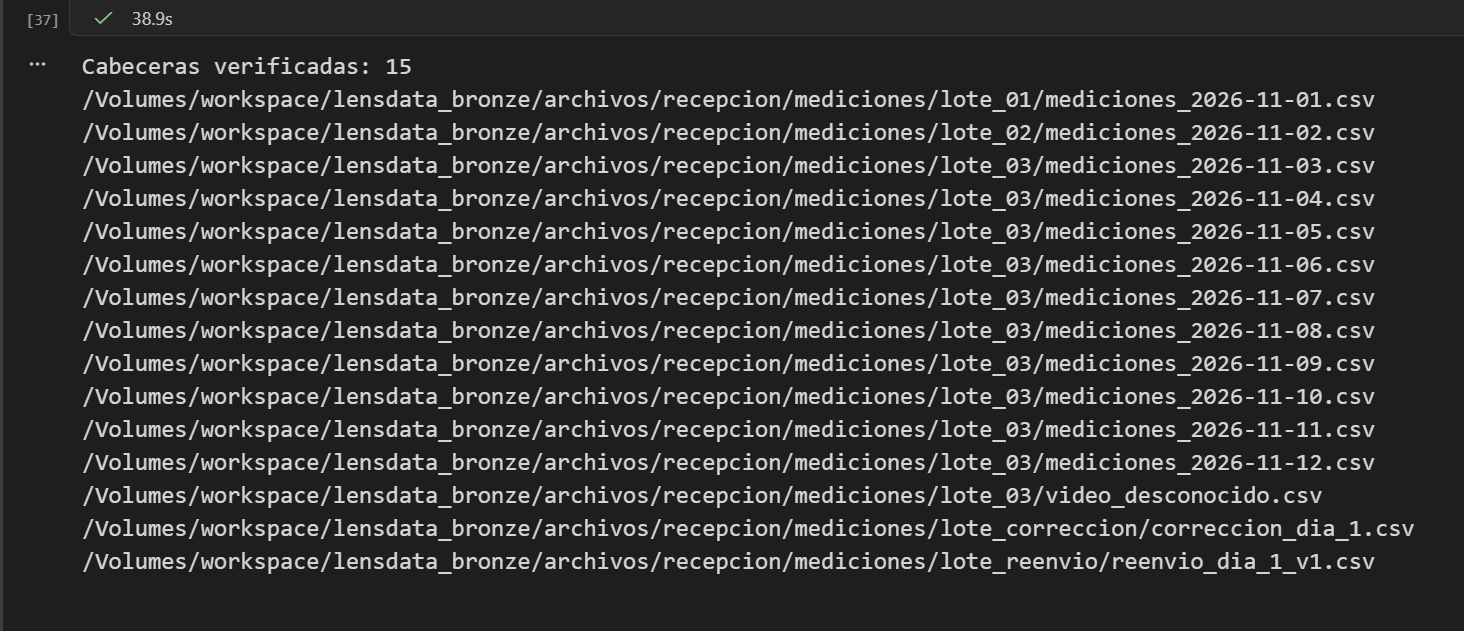 [37] ✓ 38.9s
... Cabeceras verificadas: 15
/Volumes/workspace/lensdata_bronze/archivos/recepcion/mediciones/lote_01/mediciones_2026-11-01.csv
/Volumes/workspace/lensdata_bronze/archivos/recepcion/mediciones/lote_02/mediciones_2026-11-02.csv
/Volumes/workspace/lensdata_bronze/archivos/recepcion/mediciones/lote_03/mediciones_2026-11-03.csv
/Volumes/workspace/lensdata_bronze/archivos/recepcion/mediciones/lote_03/mediciones_2026-11-04.csv
/Volumes/workspace/lensdata_bronze/archivos/recepcion/mediciones/lote_03/mediciones_2026-11-05.csv
/Volumes/workspace/lensdata_bronze/archivos/recepcion/mediciones/lote_03/mediciones_2026-11-06.csv
/Volumes/workspace/lensdata_bronze/archivos/recepcion/mediciones/lote_03/mediciones_2026-11-07.csv
/Volumes/workspace/lensdata_bronze/archivos/recepcion/mediciones/lote_03/mediciones_2026-11-08.csv
/Volumes/workspace/lensdata_bronze/archivos/recepcion/mediciones/lote_03/mediciones_2026-11-09.csv
/Volumes/workspace/lensdata_bronze/archivos/recepcion/mediciones/lote_03/mediciones_2026-11-10.csv
/Volumes/workspace/lensdata_bronze/archivos/recepcion/mediciones/lote_03/mediciones_2026-11-11.csv
/Volumes/workspace/lensdata_bronze/archivos/recepcion/mediciones/lote_03/mediciones_2026-11-12.csv
/Volumes/workspace/lensdata_bronze/archivos/recepcion/mediciones/lote_03/video_desconocido.csv
/Volumes/workspace/lensdata_bronze/archivos/recepcion/mediciones/lote_correccion/correccion_dia_1.csv
/Volumes/workspace/lensdata_bronze/archivos/recepcion/mediciones/lote_reenvio/reenvio_dia_1_v1.csv